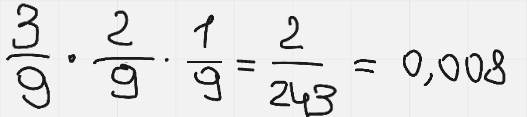 3/9 · 2/9 · 1/9 = 2/243 = 0,008